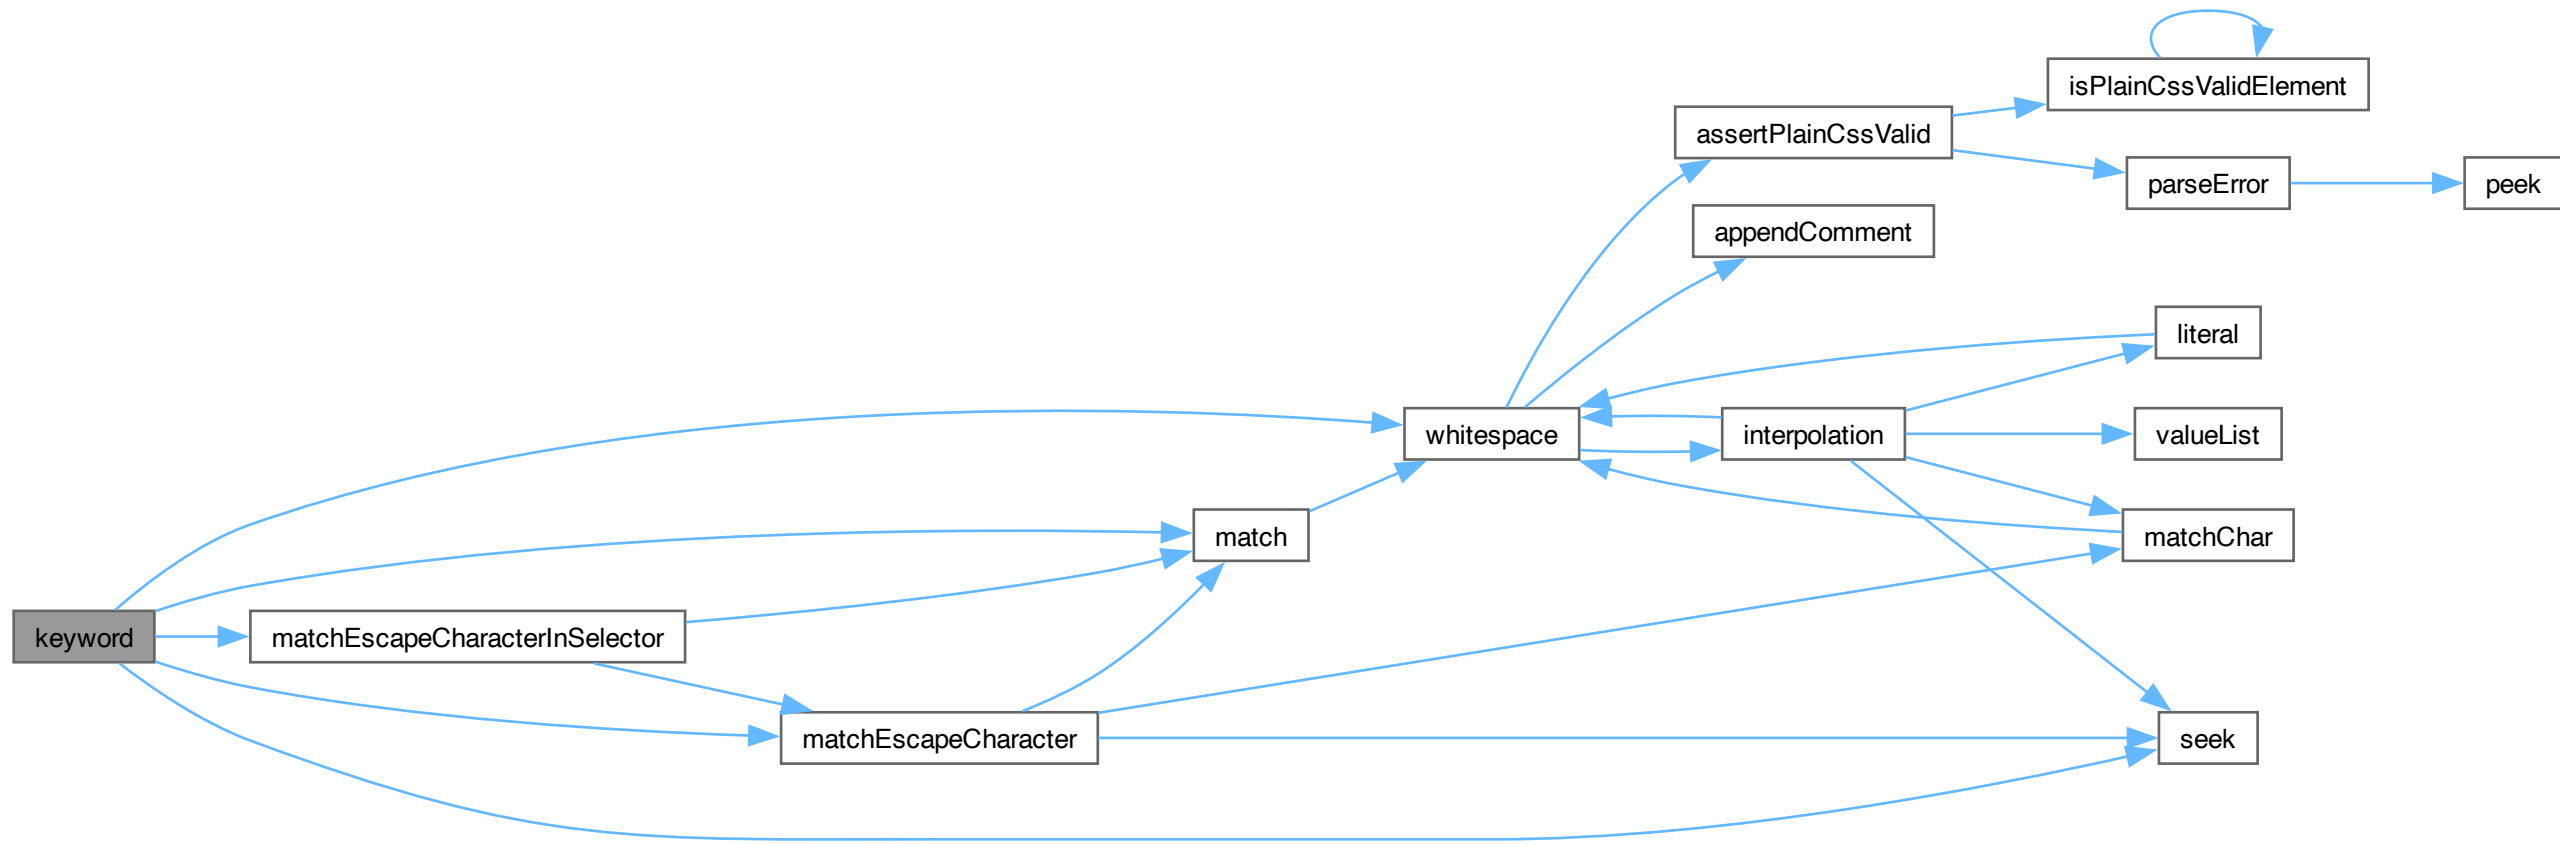 isPlainCssValidElement
assertPlainCssValid
parseError
peek
appendComment
literal
whitespace
interpolation
valueList
match
matchChar
keyword
matchEscapeCharacterInSelector
matchEscapeCharacter
seek